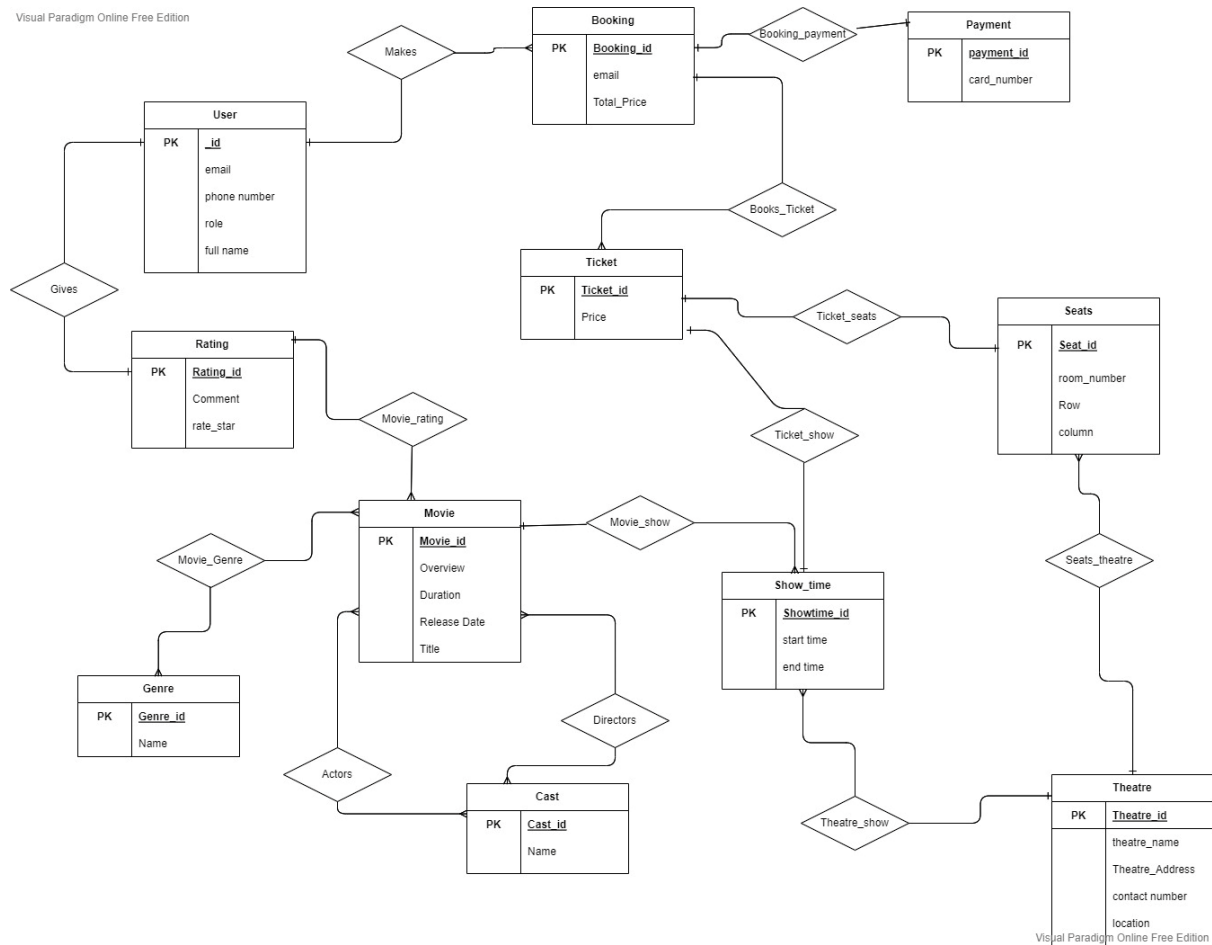 Visual Paradigm Online Free Edition
Booking
PK Booking_id
email
Total_Price
Makes
Booking_payment
Payment
PK payment_id
card_number
User
PK _id
email
phone number
role
full name
Books_Ticket
Gives
Ticket
PK Ticket_id
Price
Ticket_seats
Seats
PK Seat_id
room_number
Row
column
Rating
PK Rating_id
Comment
rate_star
Movie_rating
Ticket_show
Movie
PK Movie_id
Overview
Duration
Release Date
Title
Movie_show
Movie_Genre
Seats_theatre
Show_time
PK Showtime_id
start time
end time
Genre
PK Genre_id
Name
Directors
Actors
Cast
PK Cast_id
Name
Theatre_show
Theatre
PK Theatre_id
theatre_name
Theatre_Address
contact number
location
Visual Paradigm Online Free Edition